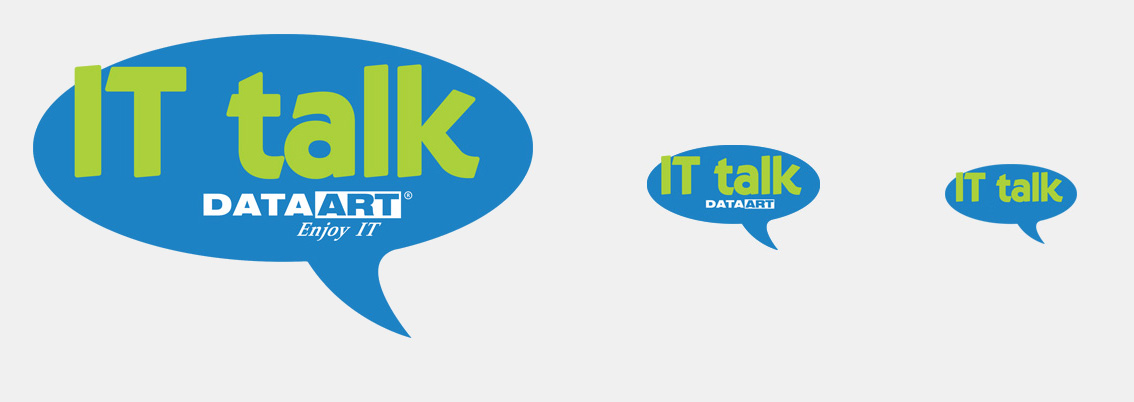 IT talk
DATAART®
Enjoy IT
IT talk
DATAART
IT talk